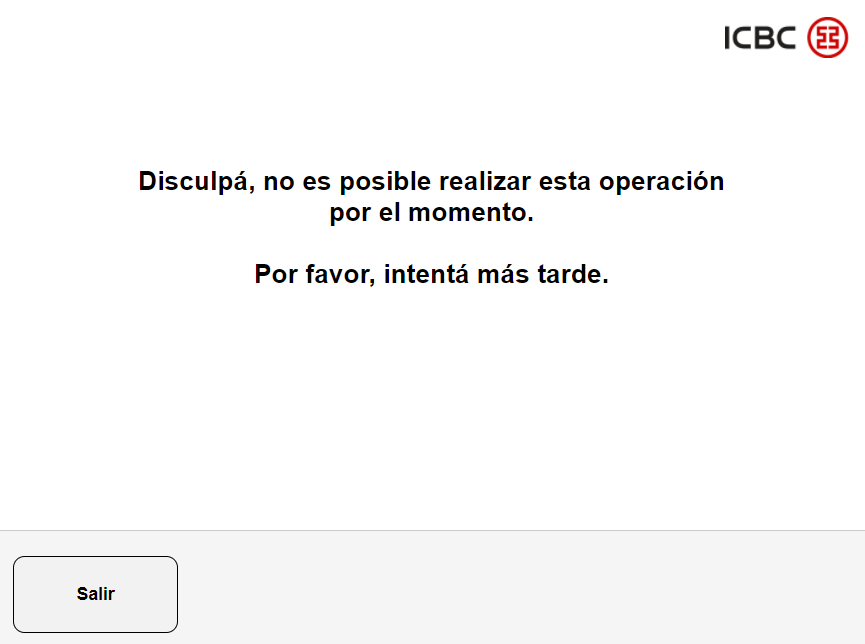 ICBC
Disculpá, no es posible realizar esta operación
por el momento.
Por favor, intentá más tarde.
Salir